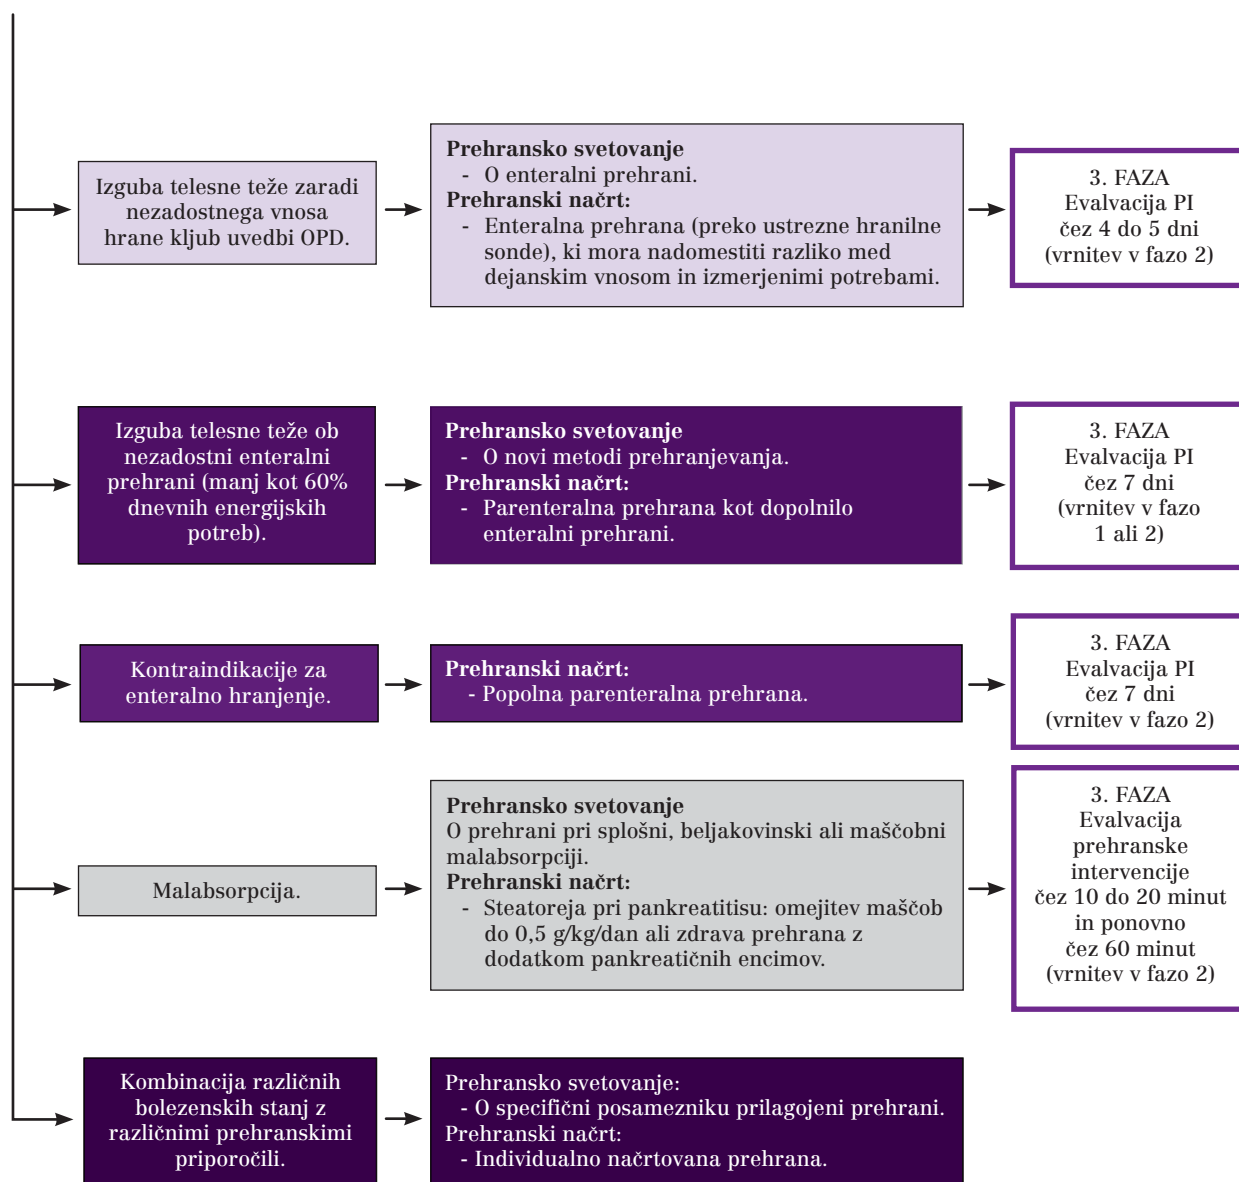 Izguba telesne teže zaradi
nezadostnega vnosa
hrane kljub uvedbi OPD.
Prehransko svetovanje
- O enteralni prehrani.
Prehranski načrt:
- Enteralna prehrana (preko ustrezne hranilne
sonde), ki mora nadomestiti razliko med
dejanskim vnosom in izmerjenimi potrebami.
3. FAZA
Evalvacija PI
čez 4 do 5 dni
(vrnitev v fazo 2)
Izguba telesne teže ob
nezadostni enteralni
prehrani (manj kot 60%
dnevnih energijskih
potreb).
Prehransko svetovanje
- O novi metodi prehranjevanja.
Prehranski načrt:
- Parenteralna prehrana kot dopolnilo
enteralni prehrani.
3. FAZA
Evalvacija PI
čez 7 dni
(vrnitev v fazo
1 ali 2)
Kontraindikacije za
enteralno hranjenje.
Prehranski načrt:
- Popolna parenteralna prehrana.
3. FAZA
Evalvacija PI
čez 7 dni
(vrnitev v fazo 2)
Malabsorpcija.
Prehransko svetovanje
O prehrani pri splošni, beljakovinski ali maščobni
malabsorpciji.
Prehranski načrt:
- Steatoreja pri pankreatitisu: omejitev maščob
do 0,5 g/kg/dan ali zdrava prehrana z
dodatkom pankreatičnih encimov.
3. FAZA
Evalvacija
prehranske
intervencije
čez 10 do 20 minut
in ponovno
čez 60 minut
(vrnitev v fazo 2)
Kombinacija različnih
bolezenskih stanj z
različnimi prehranskimi
priporočili.
Prehransko svetovanje:
- O specifični posamezniku prilagojeni prehrani.
Prehranski načrt:
- Individualno načrtovana prehrana.